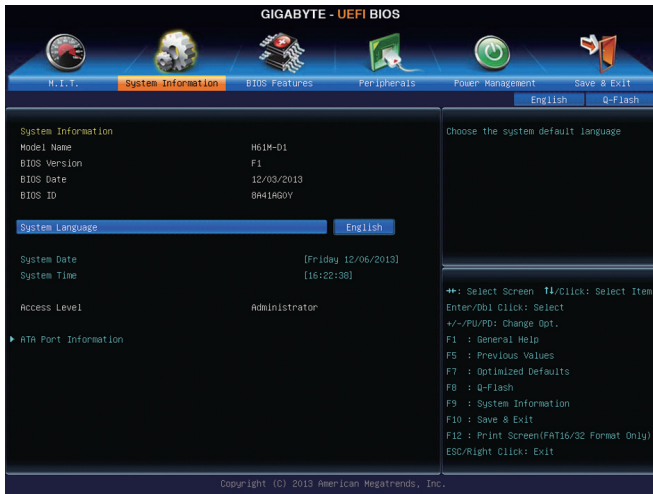 GIGABYTE - UEFI BIOS
M.I.T. System Information BIOS Features Peripherals Power Management Save & Exit
English Q-Flash
System Information
Model Name H61M-D1
BIOS Version F1
BIOS Date 12/03/2013
BIOS ID 8A41AG0Y
System Language English
System Date [Friday 12/06/2013]
System Time [16:22:38]
Access Level Administrator
ATA Port Information
Choose the system default language
→←: Select Screen ↑↓/Click: Select Item
Enter/Dbl Click: Select
+/-/PU/PD: Change Opt.
F1 : General Help
F5 : Previous Values
F7 : Optimized Defaults
F8 : Q-Flash
F9 : System Information
F10 : Save & Exit
F12 : Print Screen(FAT16/32 Format Only)
ESC/Right Click: Exit
Copyright (C) 2013 American Megatrends, Inc.